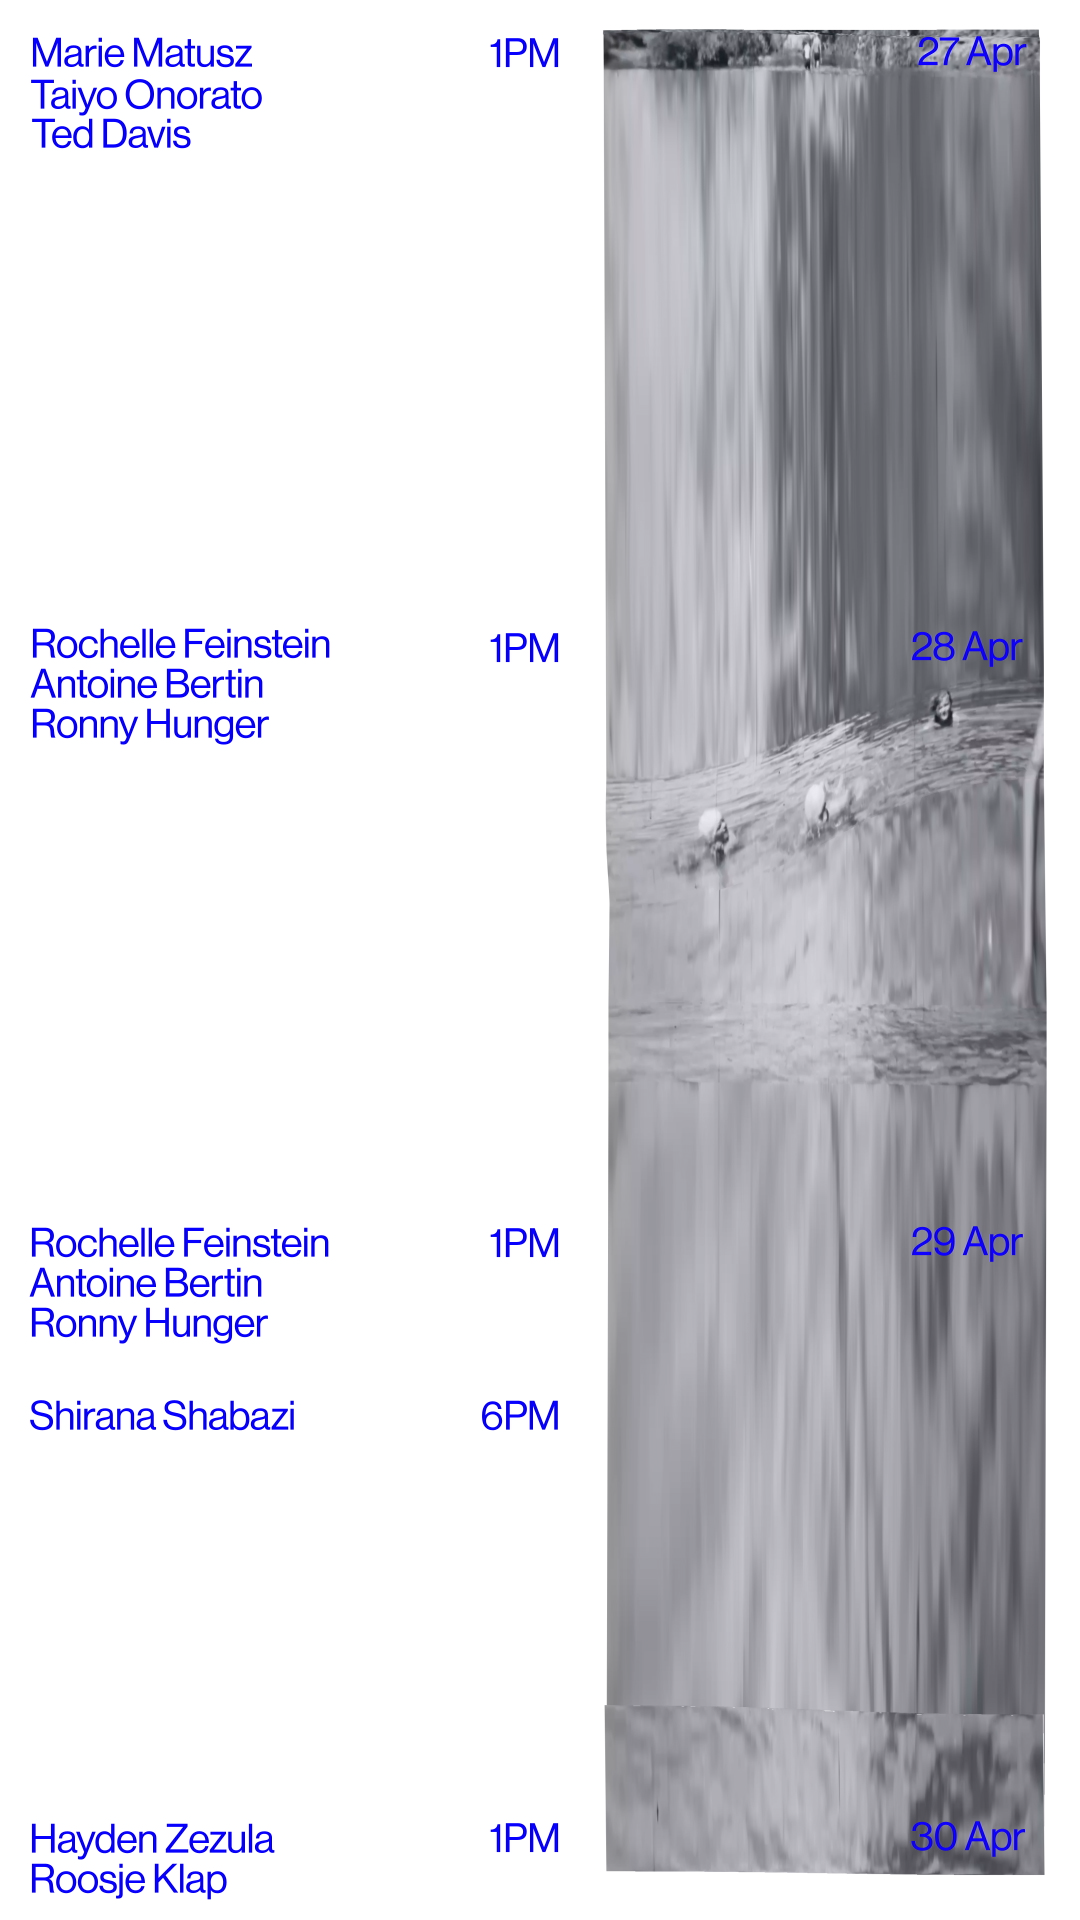 Marie Matusz 1PM 27 Apr
Taiyo Onorato
Ted Davis
Rochelle Feinstein 1PM 28 Apr
Antoine Bertin
Ronny Hunger
Rochelle Feinstein 1PM 29 Apr
Antoine Bertin
Ronny Hunger
Shirana Shabazi 6PM
Hayden Zezula 1PM 30 Apr
Roosje Klap